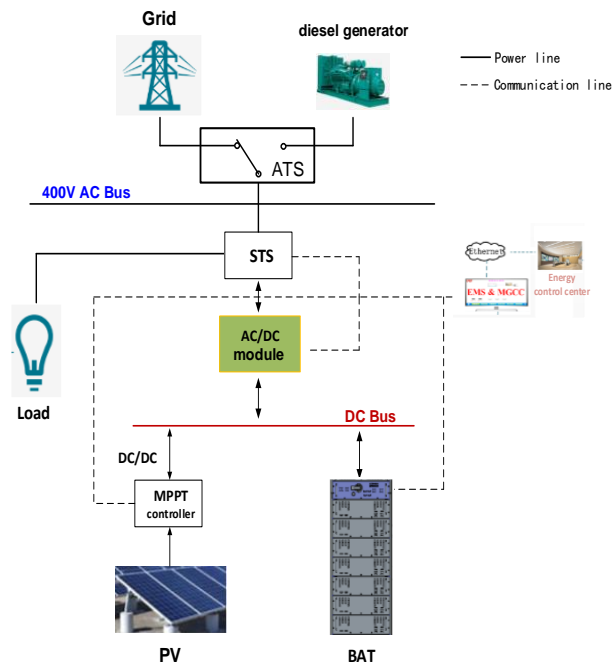 Grid
diesel generator
Power line
Communication line
ATS
400V AC Bus
STS
Ethernet
EMS & MGCC
Energy
control center
AC/DC
module
Load
DC Bus
DC/DC
MPPT
controller
PV
BAT